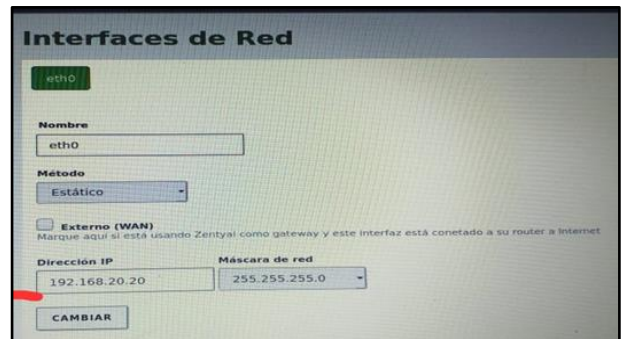 Interfaces de Red
eth0
Nombre
eth0
Método
Estático
Externo (WAN)
Marque aquí si está usando Zentyal como gateway y este interfaz está conetado a su router a Internet
Dirección IP Máscara de red
192.168.20.20 255.255.255.0
CAMBIAR